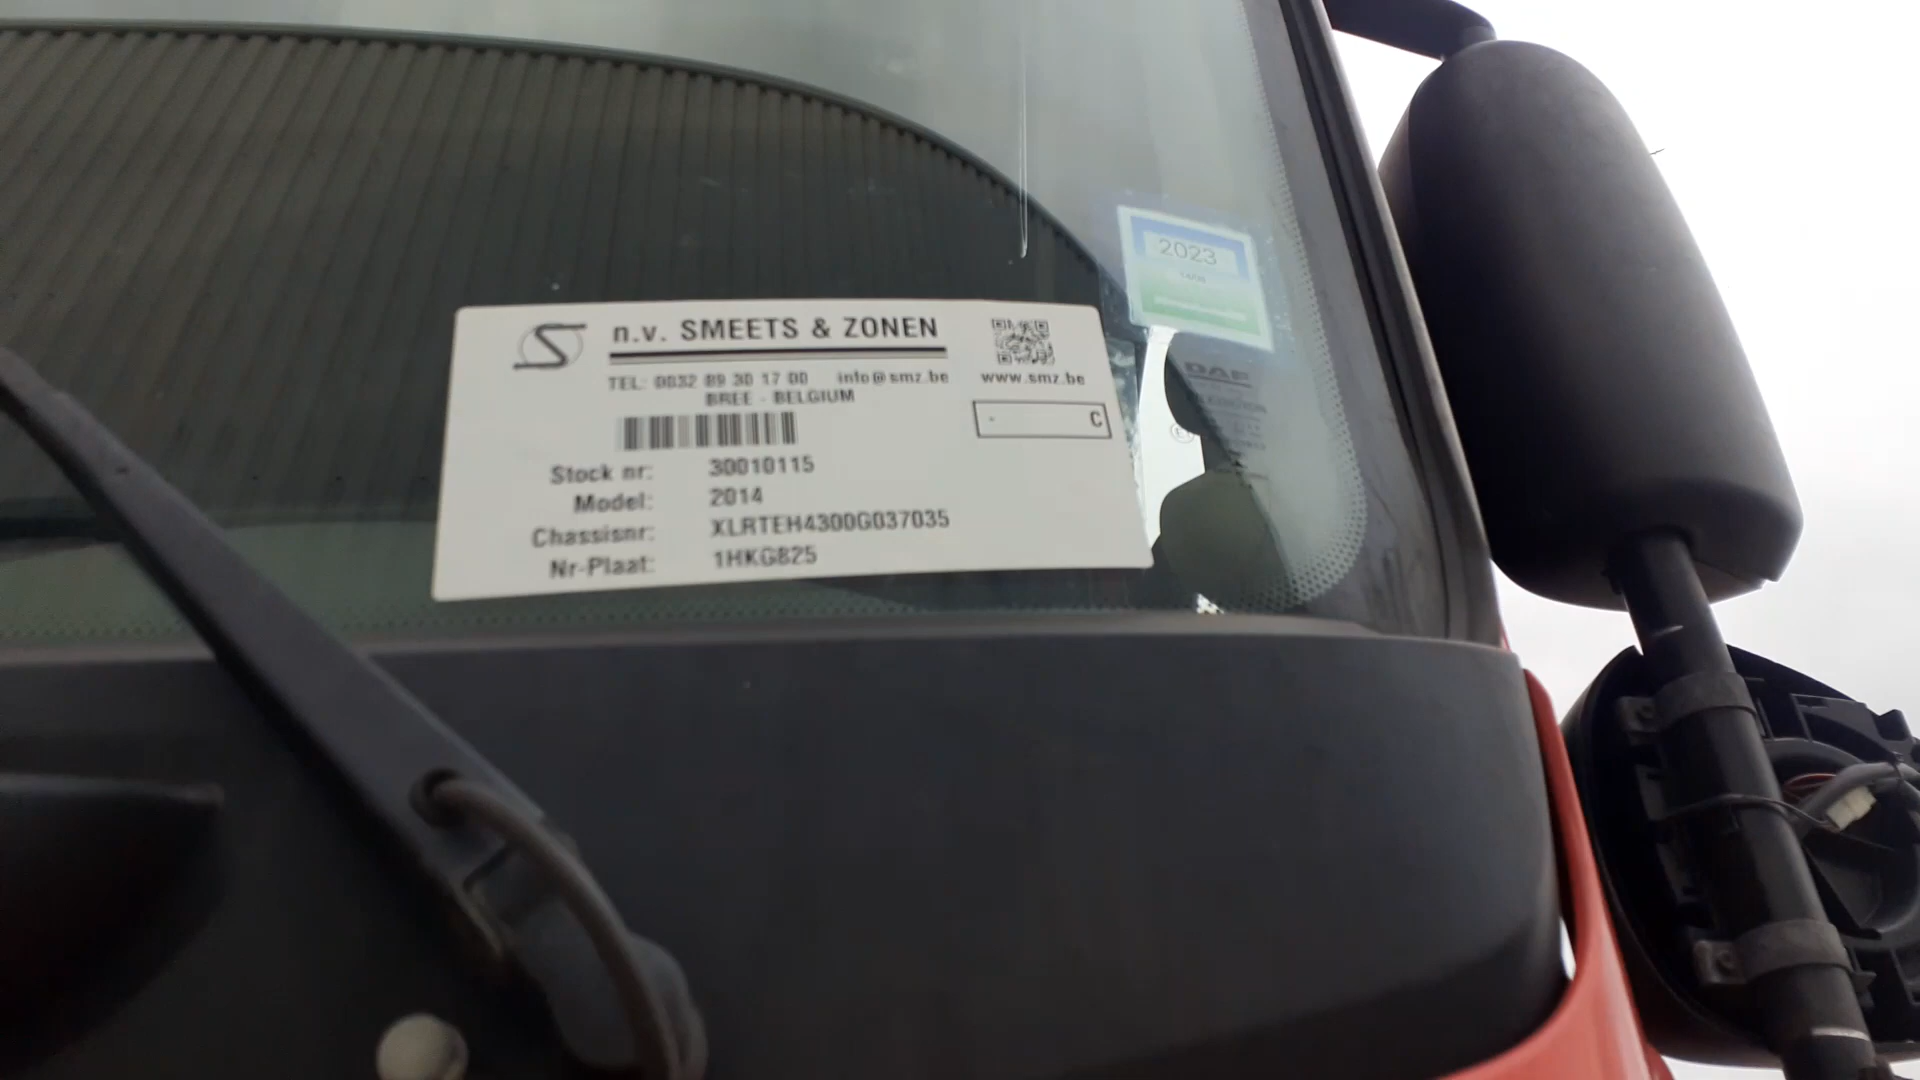 n.v. SMEETS & ZONEN
TEL: 0032 89 30 17 00 info@smz.be
www.smz.be
BREE - BELGIUM
C
Stock nr: 30010115
Model: 2014
Chassisnr: XLRTEH4300G037035
Nr-Plaat: 1HKG825
2023
DAF